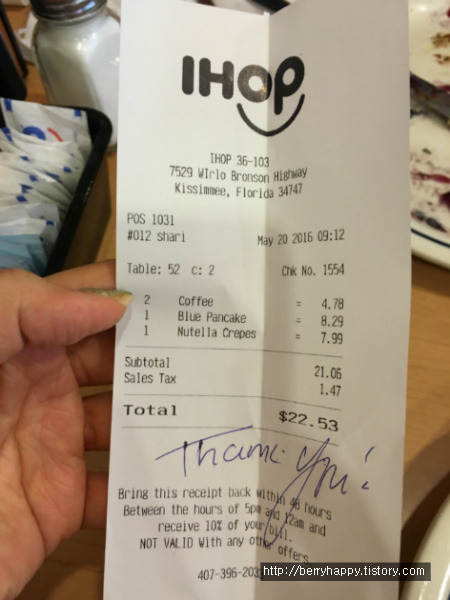 IHOP
IHOP 36-103
7529 WIrlo Bronson Highway
Kissimmee, Florida 34747
POS 1031
#012 shari May 20 2016 09:12
Table: 52 c: 2 Chk No. 1554
2 Coffee = 4.78
1 Blue Pancake = 8.29
1 Nutella Crepes = 7.99
Subtotal 21.06
Sales Tax 1.47
Total $22.53
Thank You!
Bring this receipt back within 48 hours
Between the hours of 5pm and 12am and
receive 10% of your bill.
NOT VALID With any other offers
407-396-203
http://berryhappy.tistory.com